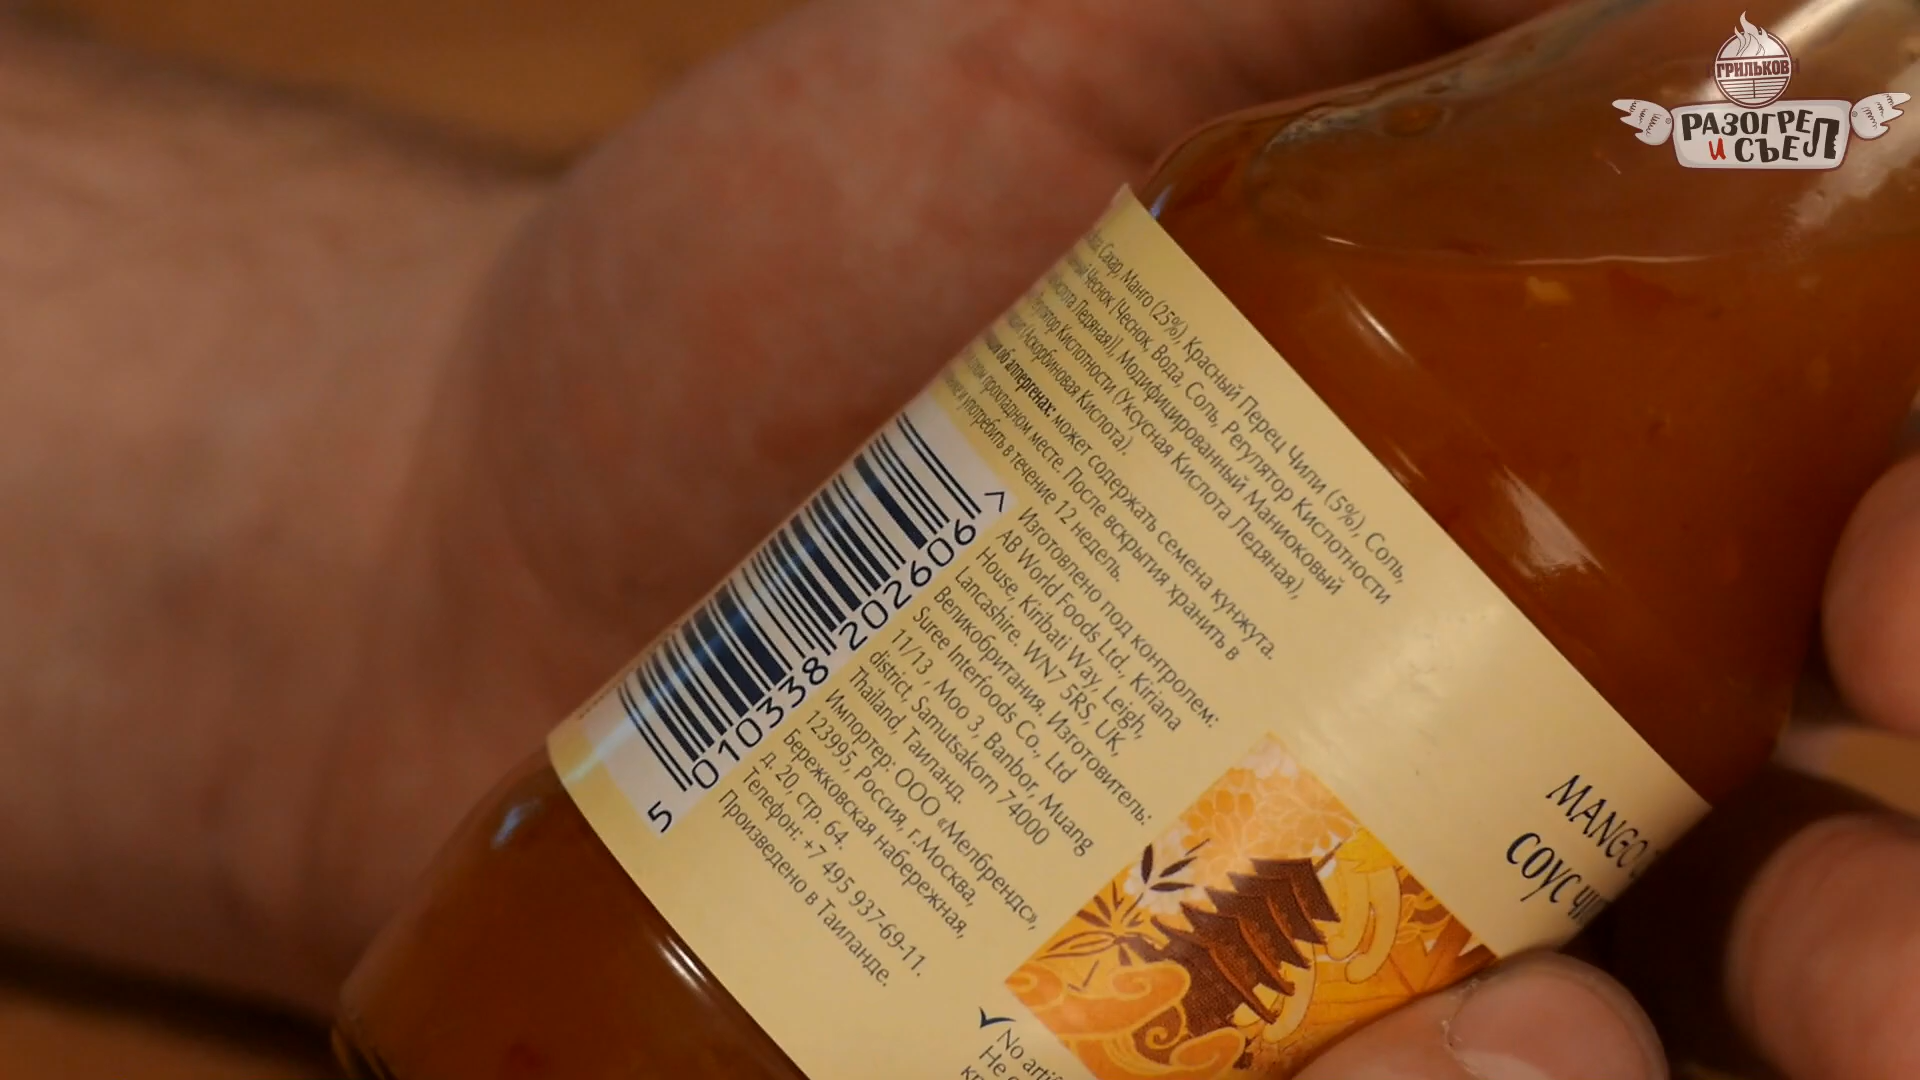 ГРИЛЬКОВ
РАЗОГРЕЛ
И СЪЕЛ
Сахар, Манго (25%), Красный Перец Чили (5%), Соль,
Чеснок [Чеснок, Вода, Соль, Регулятор Кислотности
Ледяная)], Модифицированный Маниоковый
Кислотности (Уксусная Кислота Ледяная),
(Аскорбиновая Кислота).
об аллергенах: может содержать семена кунжута.
прохладном месте. После вскрытия хранить в
и употребить в течение 12 недель.
Изготовлено под контролем:
AB World Foods Ltd., Kiriana
House, Kiribati Way, Leigh,
Lancashire. WN7 5RS, UK,
Великобритания. Изготовитель:
Suree Interfoods Co., Ltd
11/13 , Moo 3, Banbor, Muang
district, Samutsakorn 74000
Thailand, Таиланд.
Импортер: ООО «Мелбрендс»,
123995, Россия, г.Москва,
Бережковская набережная,
д. 20, стр. 64.
Телефон: +7 495 937-69-11.
Произведено в Таиланде.
5 010338 202606 >
MANGO
СОУС
No
Не